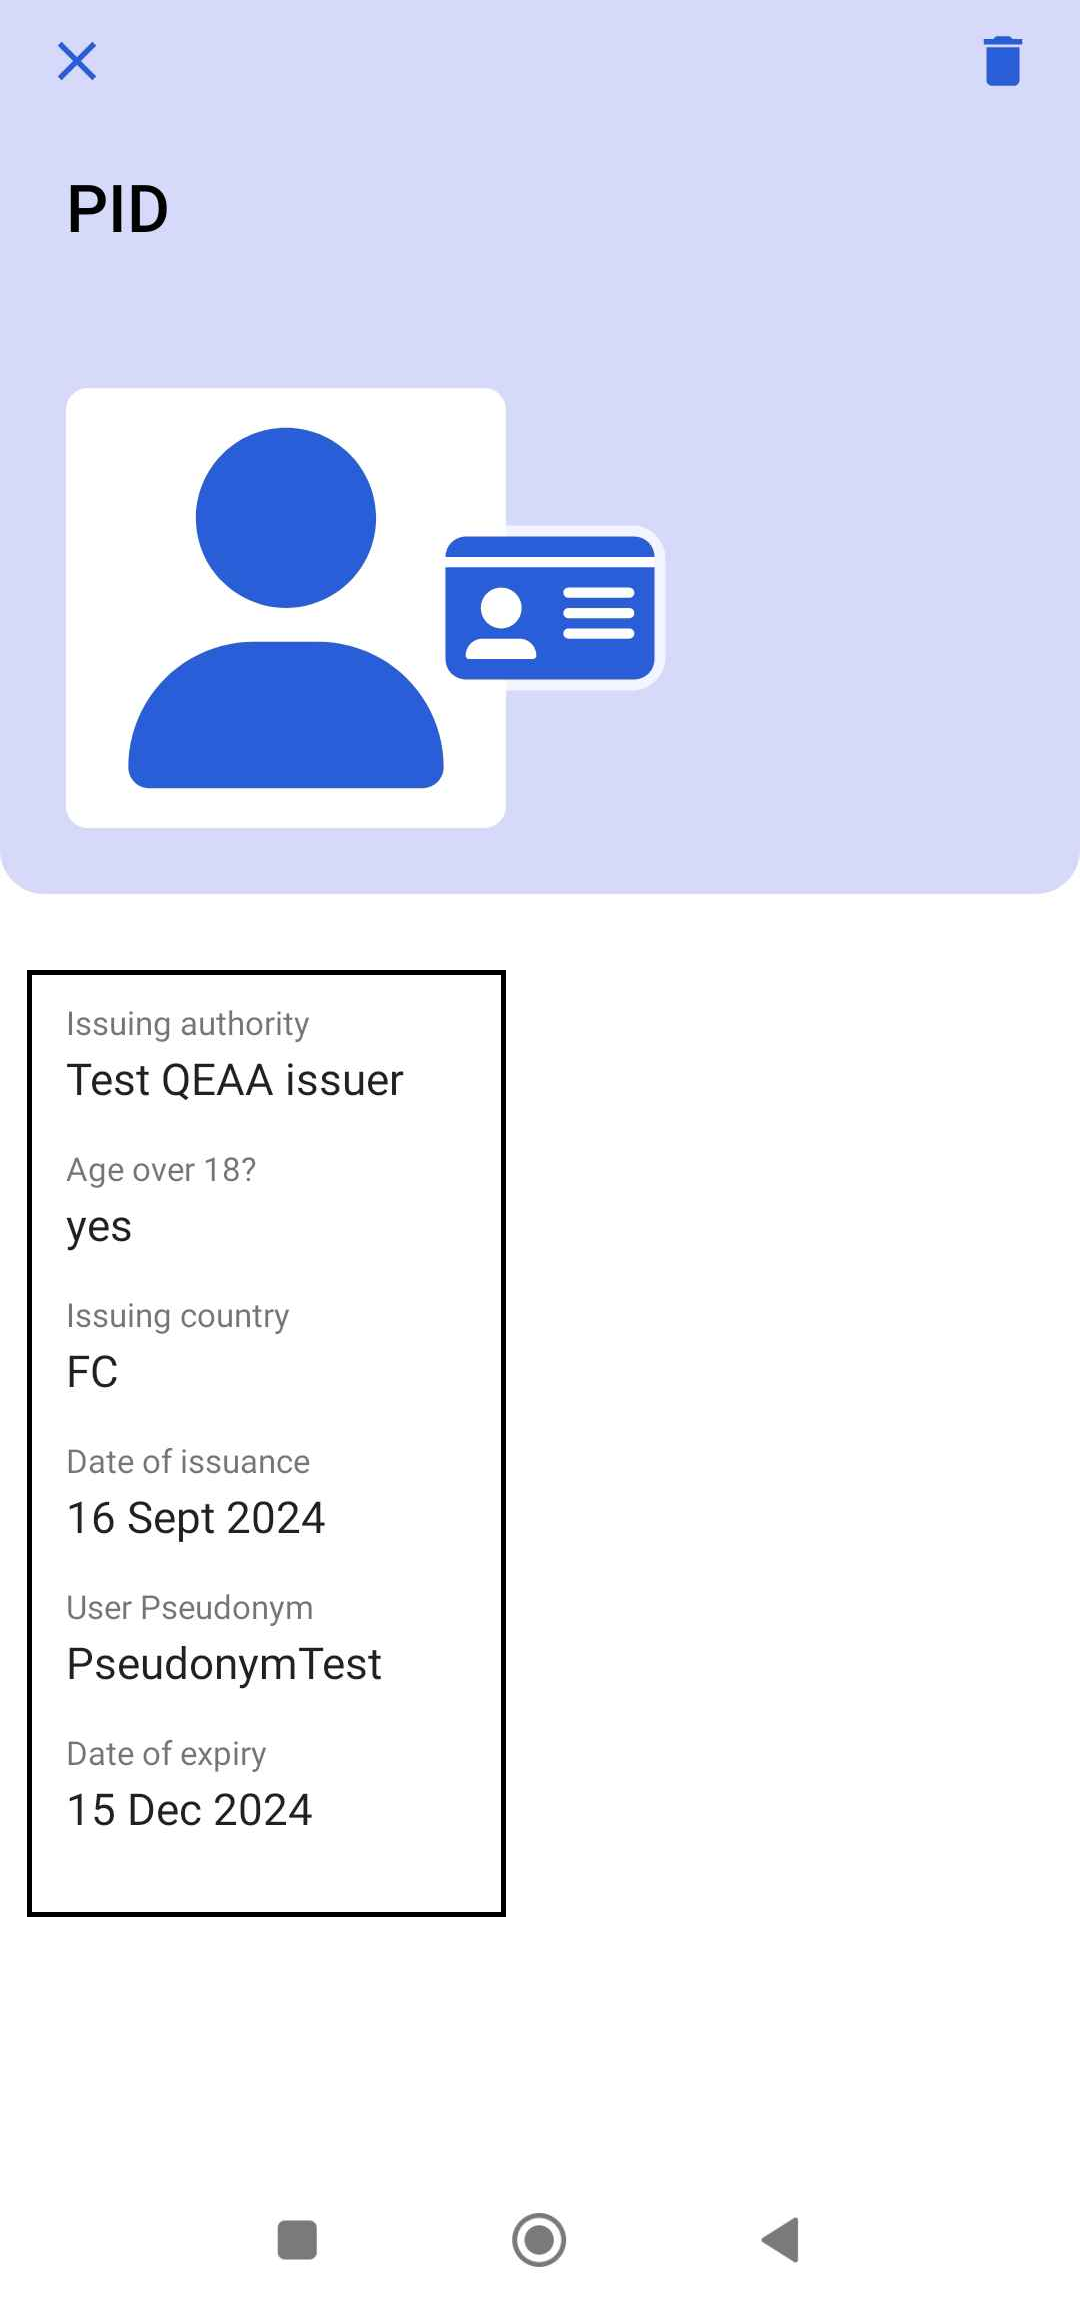 PID
Issuing authority
Test QEAA issuer
Age over 18?
yes
Issuing country
FC
Date of issuance
16 Sept 2024
User Pseudonym
PseudonymTest
Date of expiry
15 Dec 2024